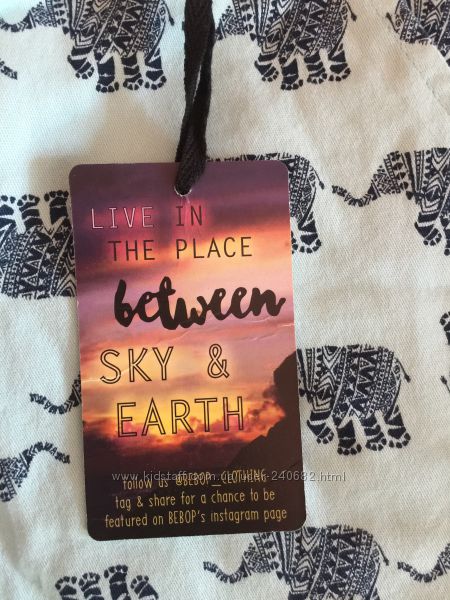 LIVE IN
THE PLACE
between
SKY &
EARTH
follow us @BEBOP_CLOTHING
tag & share for a chance to be
featured on BEBOP's instagram page